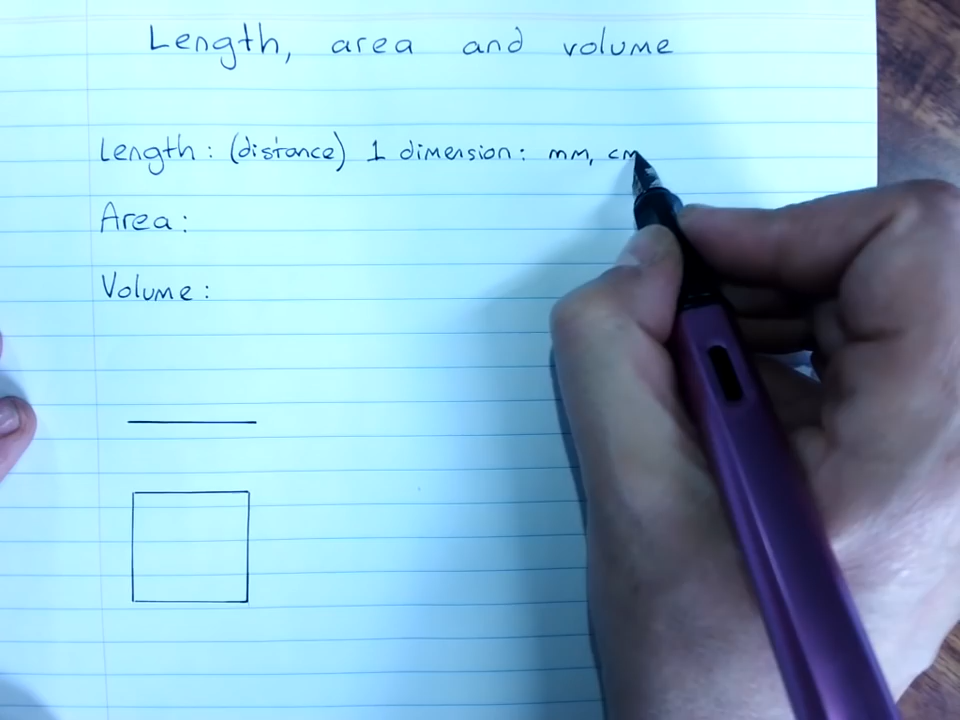 Length, area and volume
Length: (distance) 1 dimension: mm, cm
Area:
Volume: